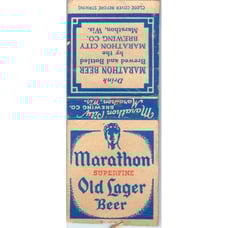 CLOSE COVER BEFORE STRIKING
Drink
MARATHON BEER
Brewed and Bottled
by the
MARATHON CITY
BREWING CO.
Marathon, Wis.
Marathon City
BREWING CO.
Marathon, Wis.
Marathon
SUPERFINE
Old Lager
Beer